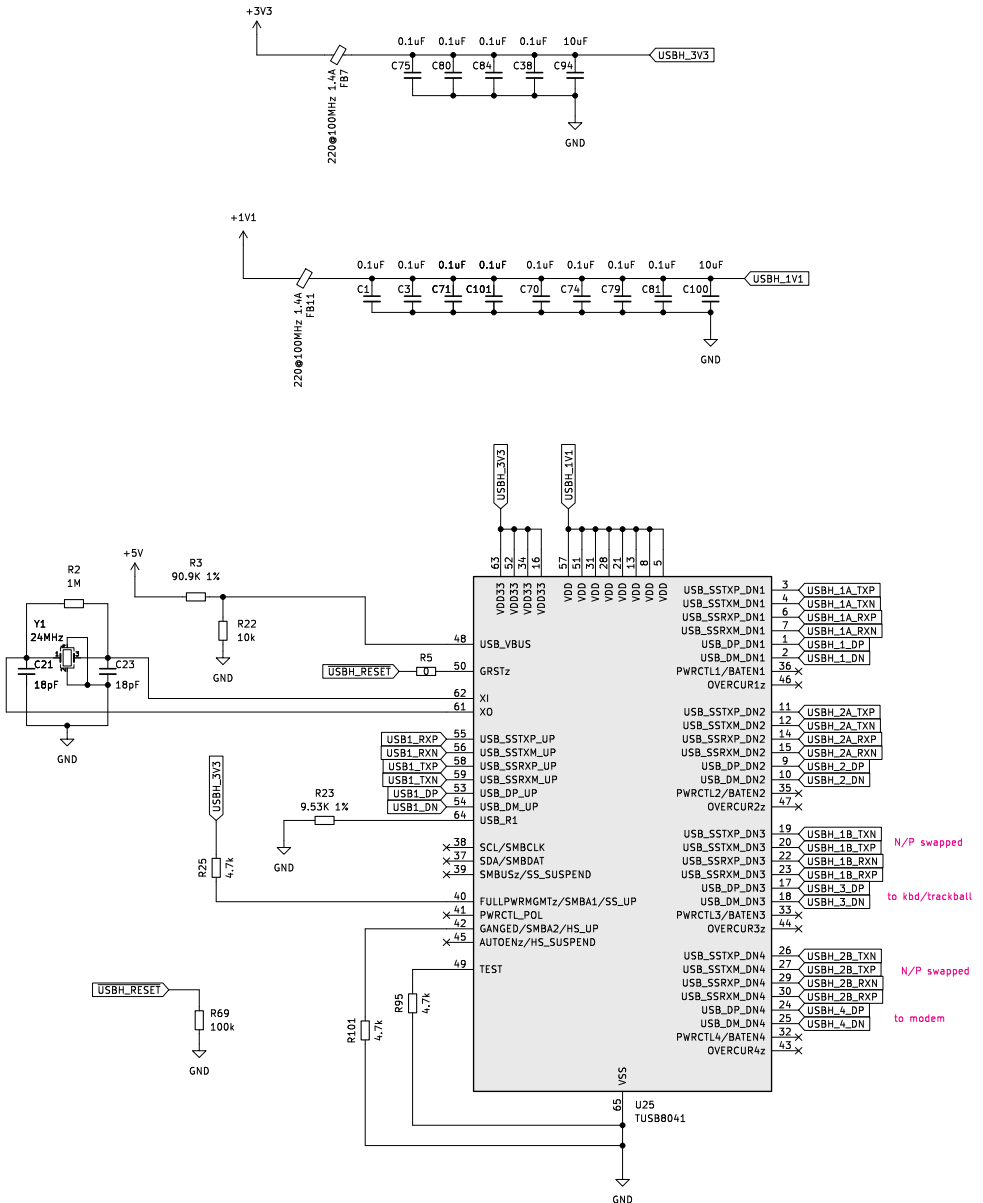 +3V3
220@100MHz 1.4A
FB7
0.1uF
C75
0.1uF
C80
0.1uF
C84
0.1uF
C38
10uF
C94
USBH_3V3
GND
+1V1
220@100MHz 1.4A
FB11
0.1uF
C1
0.1uF
C3
0.1uF
C71
0.1uF
C101
0.1uF
C70
0.1uF
C74
0.1uF
C79
0.1uF
C81
10uF
C100
USBH_1V1
GND
USBH_3V3
USBH_1V1
63 VDD33
52 VDD33
34 VDD33
16 VDD33
57 VDD
51 VDD
31 VDD
28 VDD
21 VDD
13 VDD
8 VDD
5 VDD
+5V
R3
90.9K 1%
R22
10k
GND
R2
1M
Y1
24MHz
1
3
C21
18pF
C23
18pF
GND
48 USB_VBUS
USBH_RESET
R5
0
50 GRSTz
62 XI
61 XO
USB1_RXP 55 USB_SSTXP_UP
USB1_RXN 56 USB_SSTXM_UP
USB1_TXP 58 USB_SSRXP_UP
USB1_TXN 59 USB_SSRXM_UP
USB1_DP 53 USB_DP_UP
USB1_DN 54 USB_DM_UP
64 USB_R1
R23
9.53K 1%
GND
USBH_3V3
R25
4.7k
38 SCL/SMBCLK
37 SDA/SMBDAT
39 SMBUSz/SS_SUSPEND
40 FULLPWRMGMTz/SMBA1/SS_UP
41 PWRCTL_POL
42 GANGED/SMBA2/HS_UP
45 AUTOENz/HS_SUSPEND
49 TEST
R95
4.7k
R101
4.7k
USBH_RESET
R69
100k
GND
USB_SSTXP_DN1 3 USBH_1A_TXP
USB_SSTXM_DN1 4 USBH_1A_TXN
USB_SSRXP_DN1 6 USBH_1A_RXP
USB_SSRXM_DN1 7 USBH_1A_RXN
USB_DP_DN1 1 USBH_1_DP
USB_DM_DN1 2 USBH_1_DN
PWRCTL1/BATEN1 36
OVERCUR1z 46
USB_SSTXP_DN2 11 USBH_2A_TXP
USB_SSTXM_DN2 12 USBH_2A_TXN
USB_SSRXP_DN2 14 USBH_2A_RXP
USB_SSRXM_DN2 15 USBH_2A_RXN
USB_DP_DN2 9 USBH_2_DP
USB_DM_DN2 10 USBH_2_DN
PWRCTL2/BATEN2 35
OVERCUR2z 47
USB_SSTXP_DN3 19 USBH_1B_TXN
USB_SSTXM_DN3 20 USBH_1B_TXP
N/P swapped
USB_SSRXP_DN3 22 USBH_1B_RXN
USB_SSRXM_DN3 23 USBH_1B_RXP
USB_DP_DN3 17 USBH_3_DP
USB_DM_DN3 18 USBH_3_DN
to kbd/trackball
PWRCTL3/BATEN3 33
OVERCUR3z 44
USB_SSTXP_DN4 26 USBH_2B_TXN
USB_SSTXM_DN4 27 USBH_2B_TXP
N/P swapped
USB_SSRXP_DN4 29 USBH_2B_RXN
USB_SSRXM_DN4 30 USBH_2B_RXP
USB_DP_DN4 24 USBH_4_DP
USB_DM_DN4 25 USBH_4_DN
to modem
PWRCTL4/BATEN4 32
OVERCUR4z 43
VSS
65
U25
TUSB8041
GND